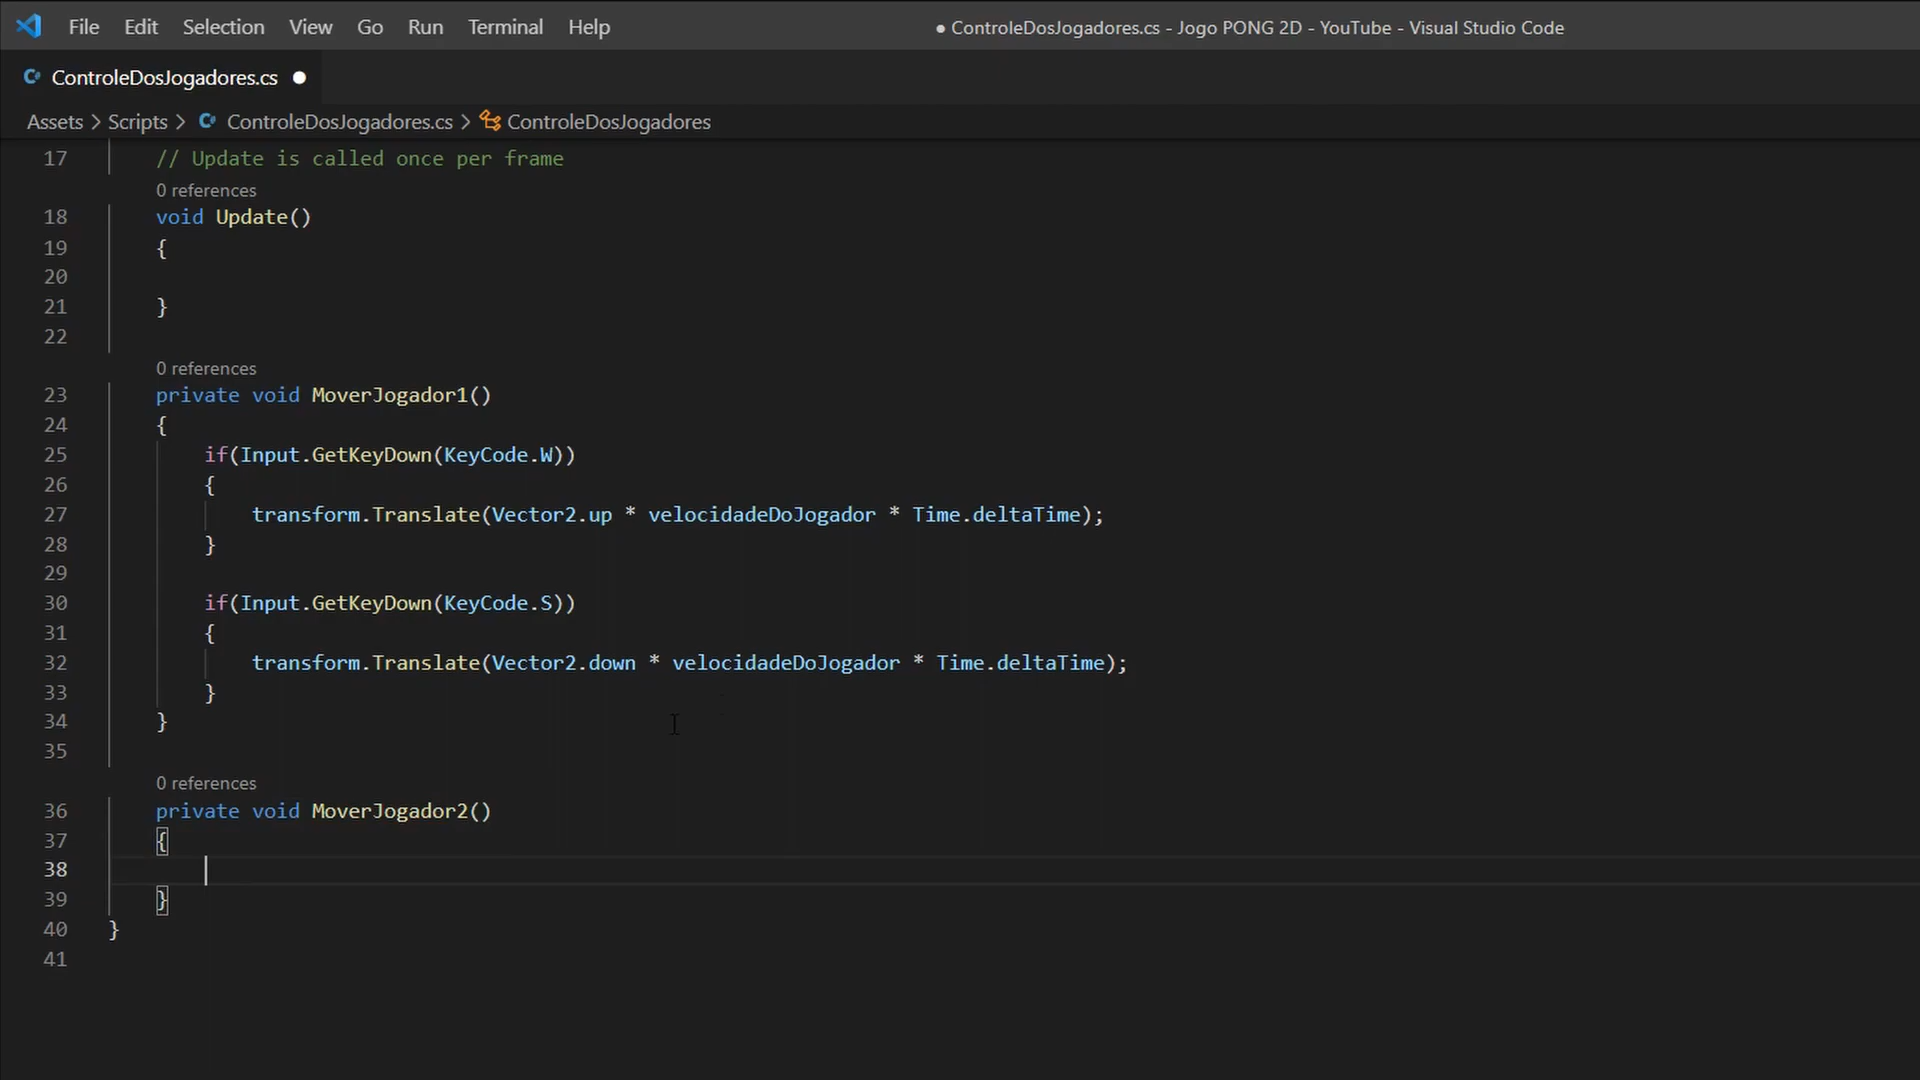 File Edit Selection View Go Run Terminal Help ● ControleDosJogadores.cs - Jogo PONG 2D - YouTube - Visual Studio Code
ControleDosJogadores.cs ●
Assets > Scripts > ControleDosJogadores.cs > ControleDosJogadores
17 // Update is called once per frame
0 references
18 void Update()
19 {
20
21 }
22
0 references
23 private void MoverJogador1()
24 {
25 if(Input.GetKeyDown(KeyCode.W))
26 {
27 transform.Translate(Vector2.up * velocidadeDoJogador * Time.deltaTime);
28 }
29
30 if(Input.GetKeyDown(KeyCode.S))
31 {
32 transform.Translate(Vector2.down * velocidadeDoJogador * Time.deltaTime);
33 }
34 }
35
0 references
36 private void MoverJogador2()
37 {
38
39 }
40 }
41